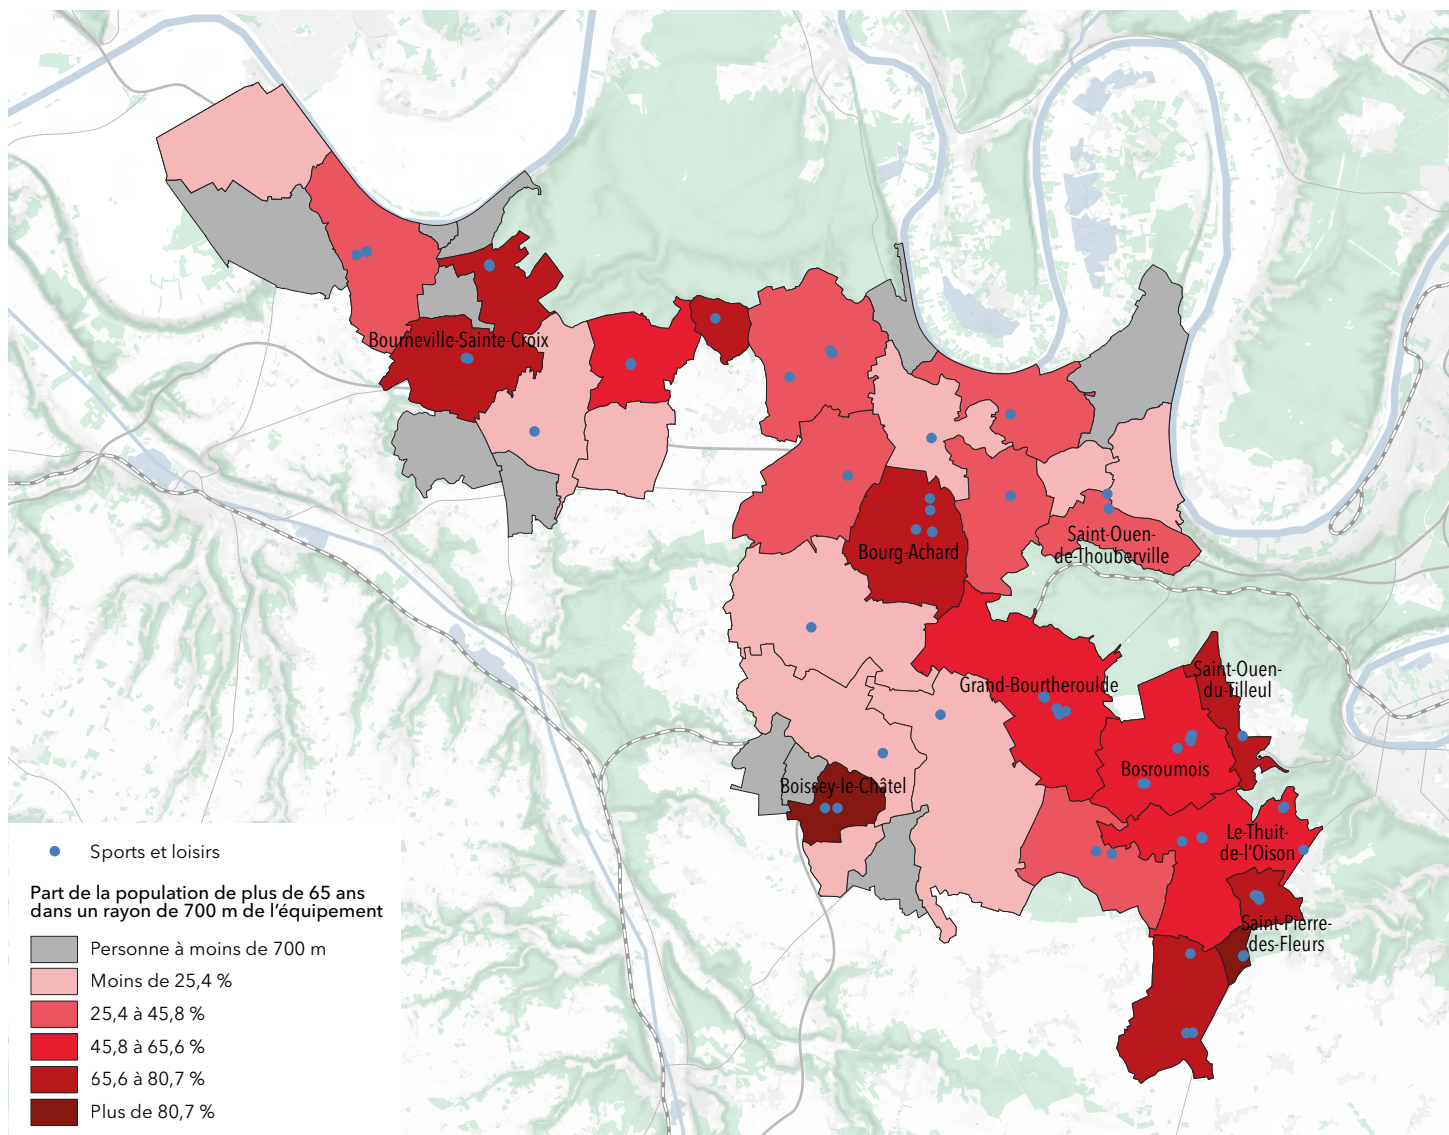 Bourneville-Sainte-Croix
Saint-Ouen-
de-Thouberville
Bourg-Achard
Saint-Ouen-
du-Tilleul
Grand-Bourtheroulde
Bosroumois
Boissey-le-Châtel
Le-Thuit-
de-l'Oison
Saint-Pierre-
des-Fleurs
Sports et loisirs
Part de la population de plus de 65 ans
dans un rayon de 700 m de l'équipement
Personne à moins de 700 m
Moins de 25,4 %
25,4 à 45,8 %
45,8 à 65,6 %
65,6 à 80,7 %
Plus de 80,7 %